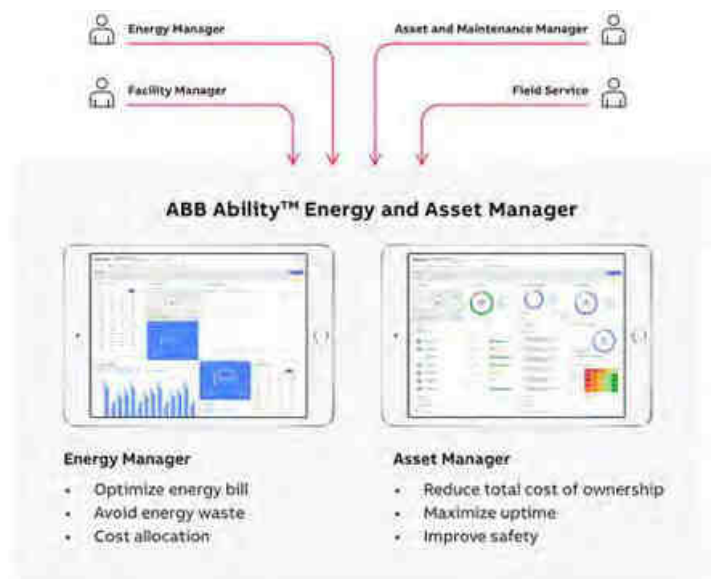 Energy Manager
Asset and Maintenance Manager
Facility Manager
Field Service
ABB Ability™ Energy and Asset Manager
Energy Manager
• Optimize energy bill
• Avoid energy waste
• Cost allocation
Asset Manager
• Reduce total cost of ownership
• Maximize uptime
• Improve safety